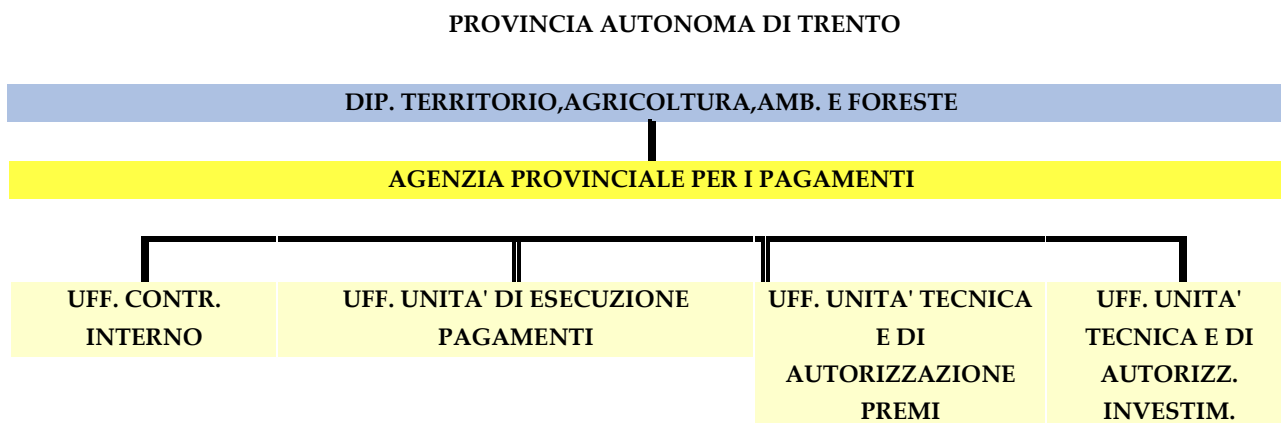 PROVINCIA AUTONOMA DI TRENTO
DIP. TERRITORIO,AGRICOLTURA,AMB. E FORESTE
AGENZIA PROVINCIALE PER I PAGAMENTI
UFF. CONTR.
INTERNO
UFF. UNITA' DI ESECUZIONE
PAGAMENTI
UFF. UNITA' TECNICA
E DI
AUTORIZZAZIONE
PREMI
UFF. UNITA'
TECNICA E DI
AUTORIZZ.
INVESTIM.